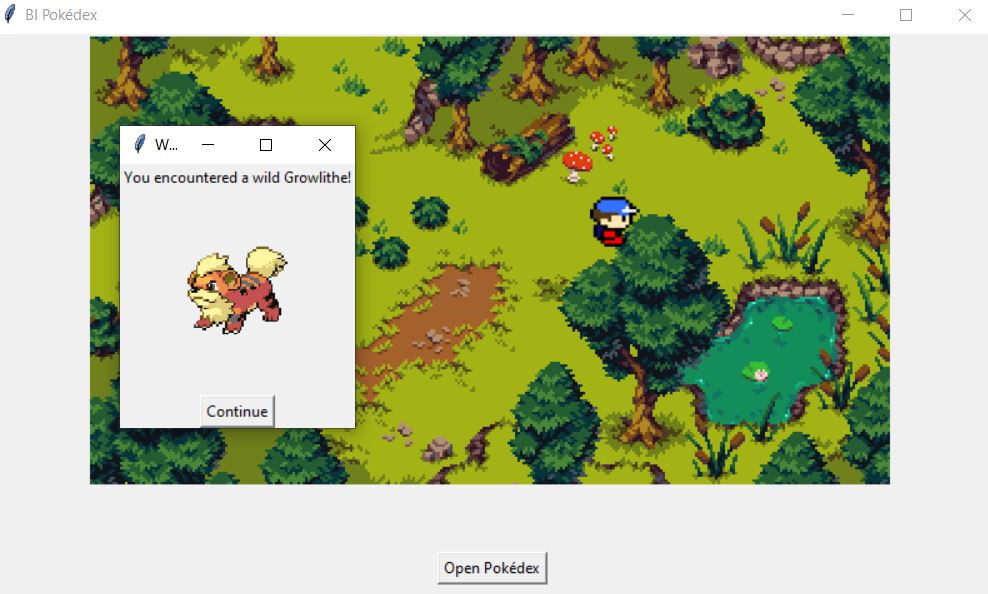 BI Pokédex
W...
You encountered a wild Growlithe!
Continue
Open Pokédex